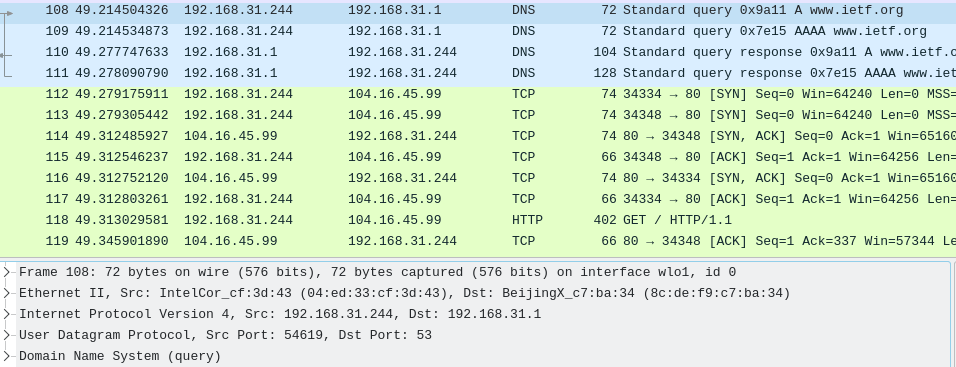 108 49.214504326 192.168.31.244 192.168.31.1 DNS 72 Standard query 0x9a11 A www.ietf.org
109 49.214534873 192.168.31.244 192.168.31.1 DNS 72 Standard query 0x7e15 AAAA www.ietf.org
110 49.277747633 192.168.31.1 192.168.31.244 DNS 104 Standard query response 0x9a11 A www.ietf.o
111 49.278090790 192.168.31.1 192.168.31.244 DNS 128 Standard query response 0x7e15 AAAA www.iet
112 49.279175911 192.168.31.244 104.16.45.99 TCP 74 34334 → 80 [SYN] Seq=0 Win=64240 Len=0 MSS=
113 49.279305442 192.168.31.244 104.16.45.99 TCP 74 34348 → 80 [SYN] Seq=0 Win=64240 Len=0 MSS=
114 49.312485927 104.16.45.99 192.168.31.244 TCP 74 80 → 34348 [SYN, ACK] Seq=0 Ack=1 Win=65160
115 49.312546237 192.168.31.244 104.16.45.99 TCP 66 34348 → 80 [ACK] Seq=1 Ack=1 Win=64256 Len=
116 49.312752120 104.16.45.99 192.168.31.244 TCP 74 80 → 34334 [SYN, ACK] Seq=0 Ack=1 Win=65160
117 49.312803261 192.168.31.244 104.16.45.99 TCP 66 34334 → 80 [ACK] Seq=1 Ack=1 Win=64256 Len=
118 49.313029581 192.168.31.244 104.16.45.99 HTTP 402 GET / HTTP/1.1
119 49.345901890 104.16.45.99 192.168.31.244 TCP 66 80 → 34348 [ACK] Seq=1 Ack=337 Win=57344 Le
Frame 108: 72 bytes on wire (576 bits), 72 bytes captured (576 bits) on interface wlo1, id 0
Ethernet II, Src: IntelCor_cf:3d:43 (04:ed:33:cf:3d:43), Dst: BeijingX_c7:ba:34 (8c:de:f9:c7:ba:34)
Internet Protocol Version 4, Src: 192.168.31.244, Dst: 192.168.31.1
User Datagram Protocol, Src Port: 54619, Dst Port: 53
Domain Name System (query)